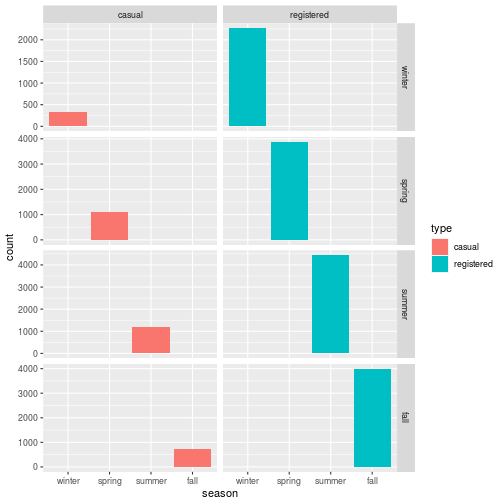 casual registered
2000
1500
1000
500
0
winter
4000
3000
2000
1000
0
spring
4000
3000
2000
1000
0
summer
4000
3000
2000
1000
0
fall
winter spring summer fall winter spring summer fall
season
count
type
casual
registered